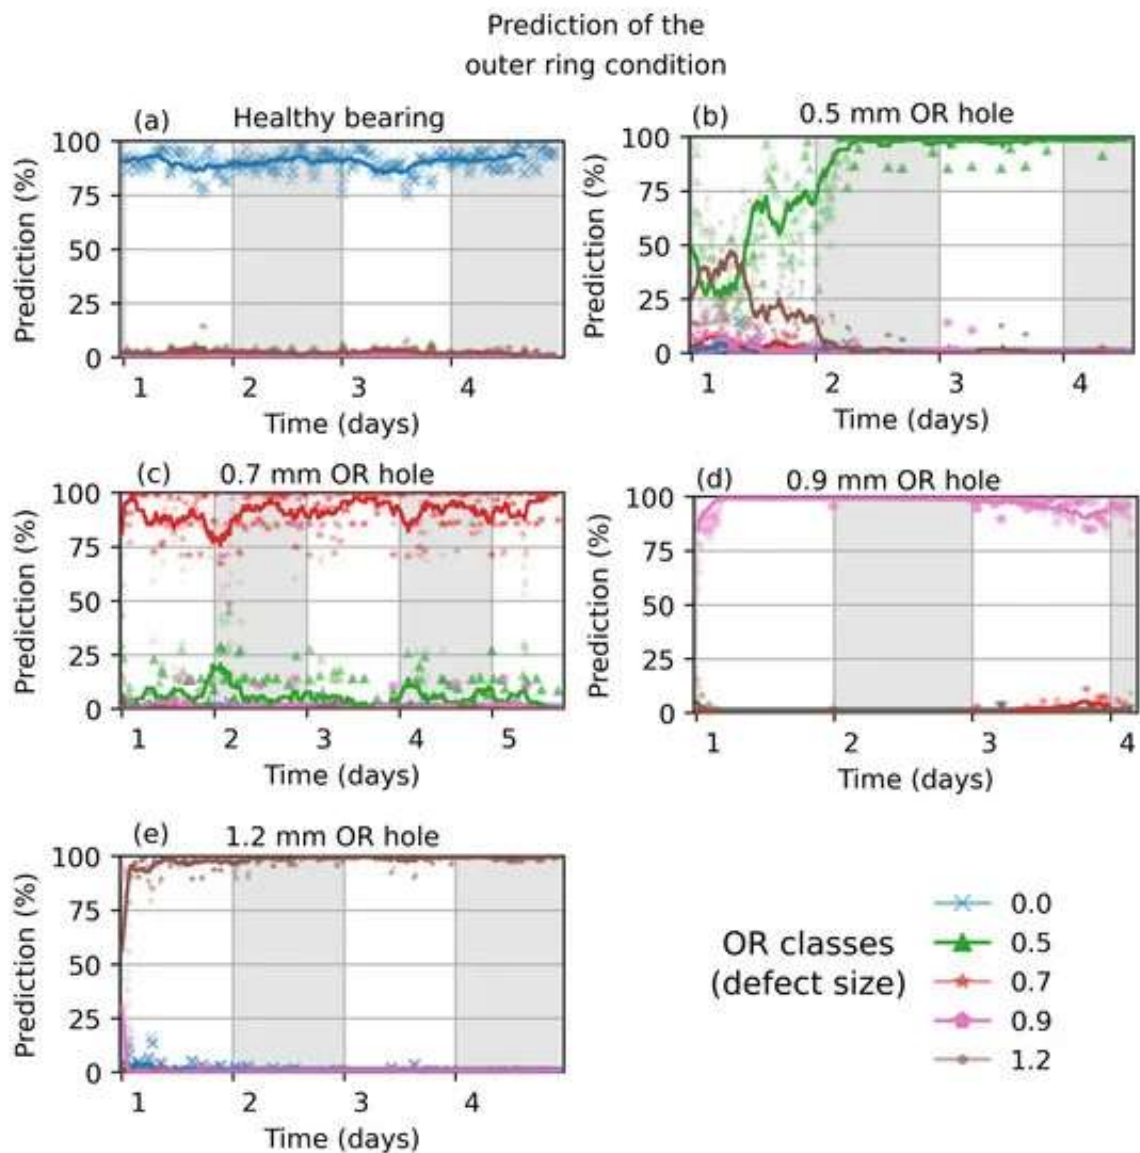 Prediction of the
outer ring condition
(a) Healthy bearing
100
75
50
25
0
Prediction (%)
1 2 3 4
Time (days)
(b) 0.5 mm OR hole
100
75
50
25
0
Prediction (%)
1 2 3 4
Time (days)
(c) 0.7 mm OR hole
100
75
50
25
0
Prediction (%)
1 2 3 4 5
Time (days)
(d) 0.9 mm OR hole
100
75
50
25
0
Prediction (%)
1 2 3 4
Time (days)
(e) 1.2 mm OR hole
100
75
50
25
0
Prediction (%)
1 2 3 4
Time (days)
OR classes
(defect size)
0.0
0.5
0.7
0.9
1.2